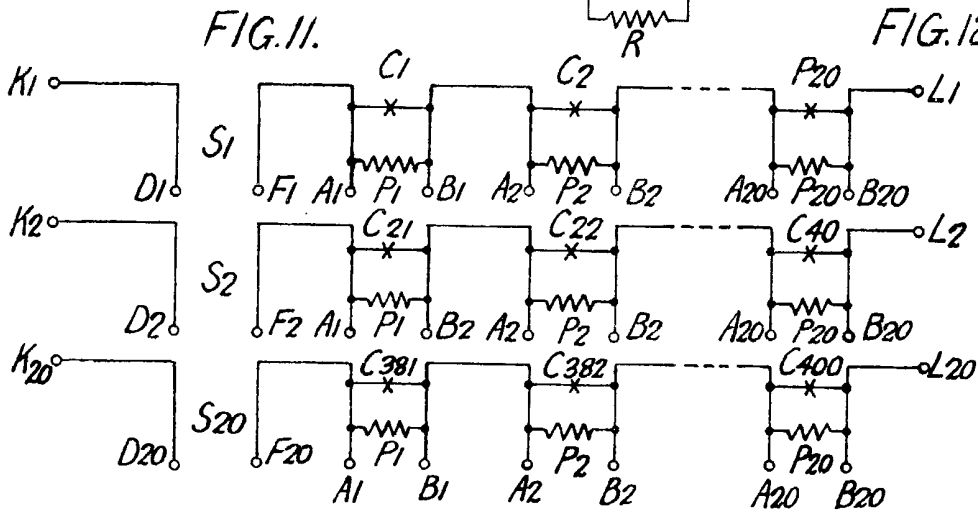 R
FIG.11.
FIG.12
K1 C1 C2 P20 L1
S1
D1 F1 A1 P1 B1 A2 P2 B2 A20 P20 B20
K2 C21 C22 C40 L2
S2
D2 F2 A1 P1 B2 A2 P2 B2 A20 P20 B20
K20 C381 C382 C400 L20
S20
D20 F20 P1 P2 P20
A1 B1 A2 B2 A20 B20